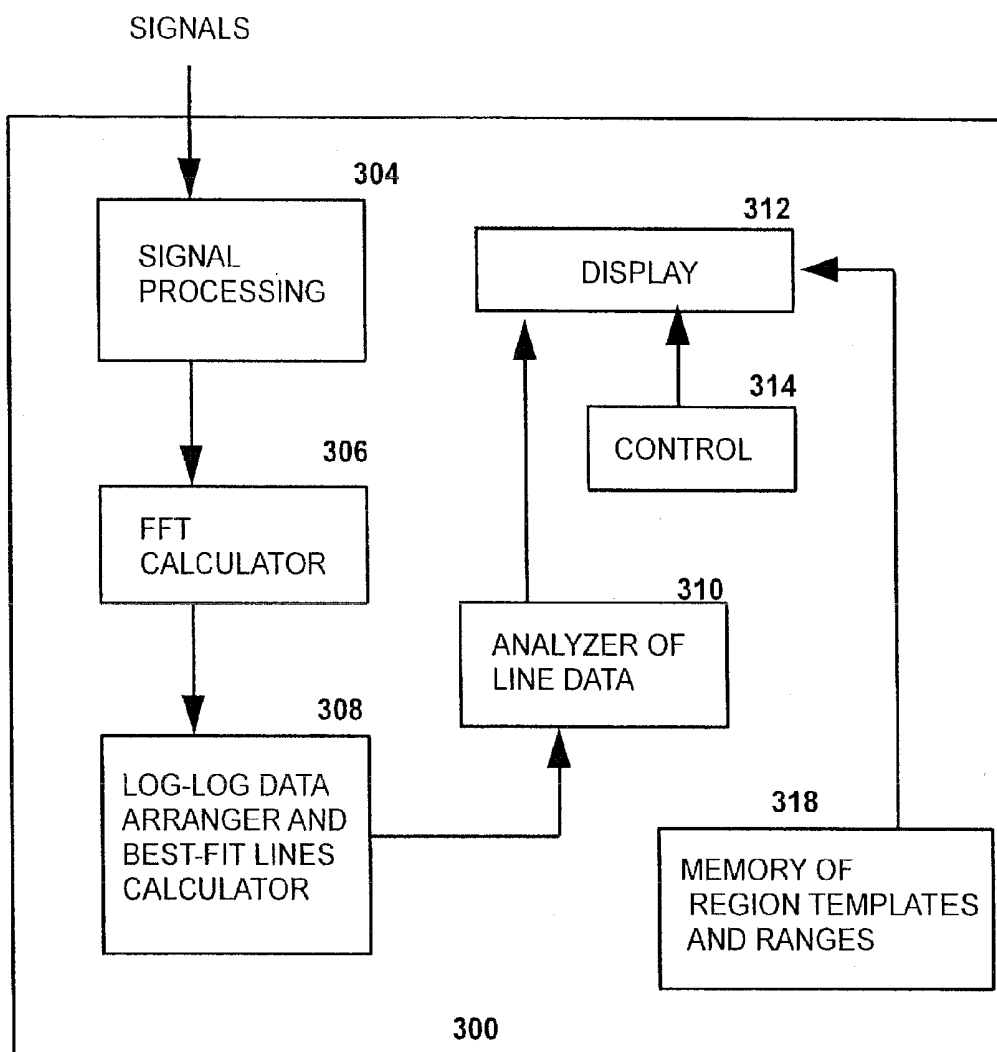 SIGNALS
304
SIGNAL
PROCESSING
306
FFT
CALCULATOR
308
LOG-LOG DATA
ARRANGER AND
BEST-FIT LINES
CALCULATOR
312
DISPLAY
314
CONTROL
310
ANALYZER OF
LINE DATA
318
MEMORY OF
REGION TEMPLATES
AND RANGES
300